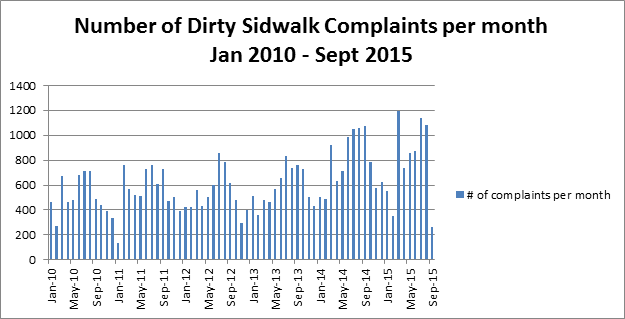 Number of Dirty Sidwalk Complaints per month
Jan 2010 - Sept 2015
1400
1200
1000
800
600
400
200
0
Jan-10
May-10
Sep-10
Jan-11
May-11
Sep-11
Jan-12
May-12
Sep-12
Jan-13
May-13
Sep-13
Jan-14
May-14
Sep-14
Jan-15
May-15
Sep-15
# of complaints per month